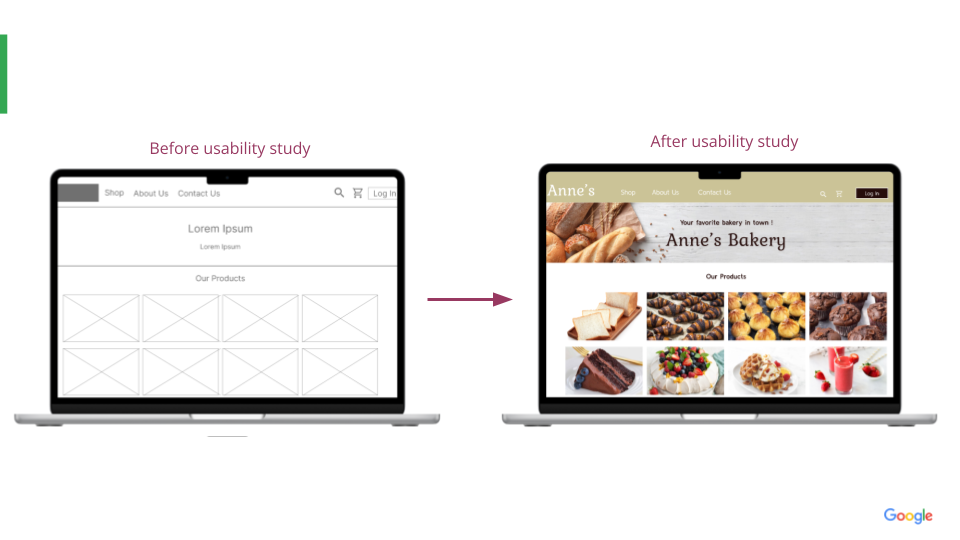 Before usability study
Shop About Us Contact Us Log In
Lorem Ipsum
Lorem Ipsum
Our Products
After usability study
Anne's Shop About Us Contact Us Log In
Your favorite bakery in town !
Anne's Bakery
Our Products
Google